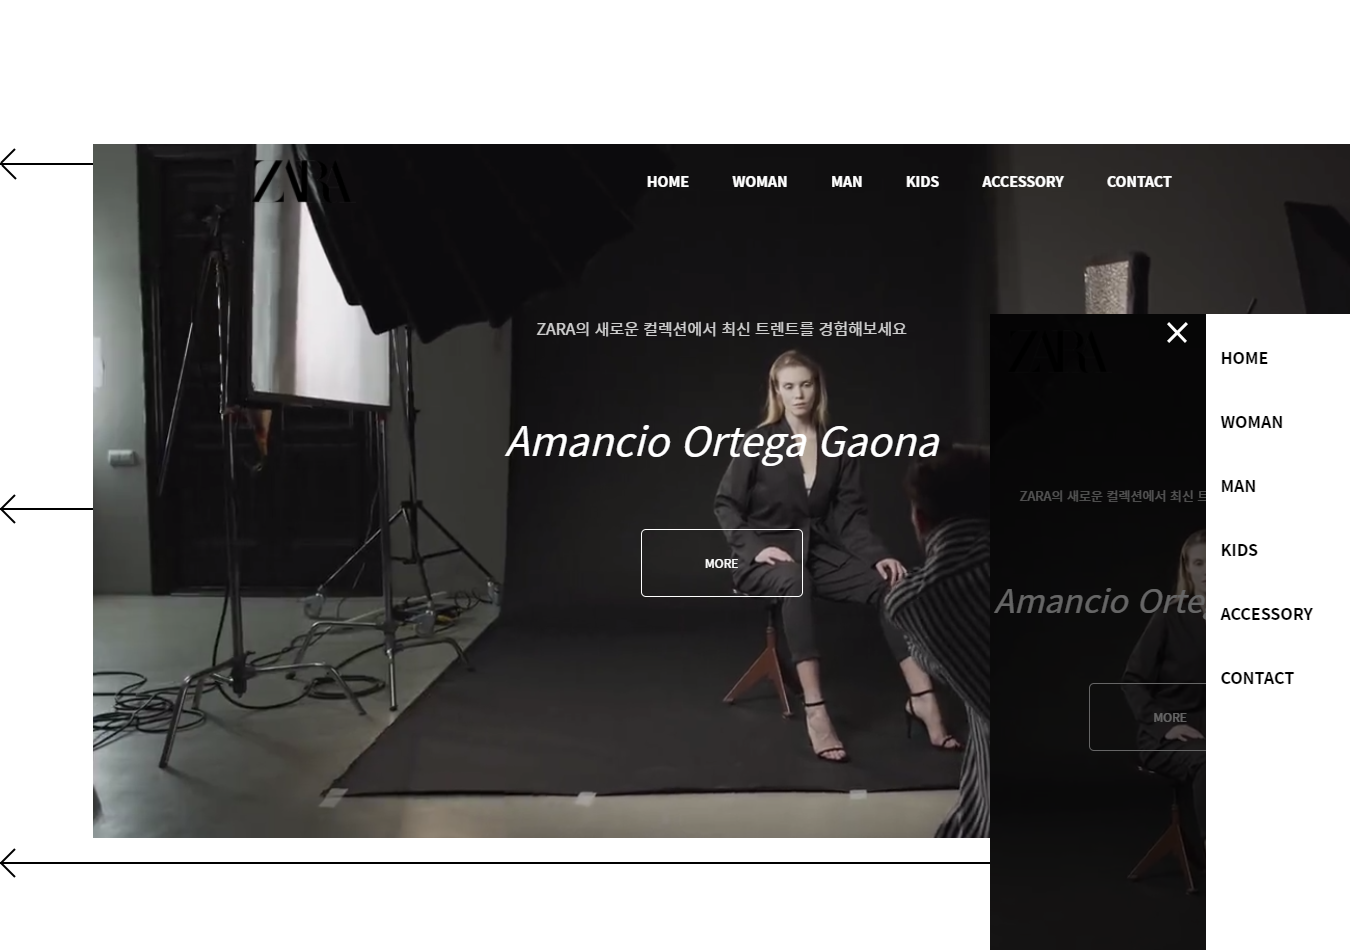 ZARA
HOME WOMAN MAN KIDS ACCESSORY CONTACT
ZARA의 새로운 컬렉션에서 최신 트렌트를 경험해보세요
Amancio Ortega Gaona
MORE
ZARA
HOME
WOMAN
MAN
KIDS
ACCESSORY
CONTACT
ZARA의 새로운 컬렉션에서 최신
Amancio
MORE